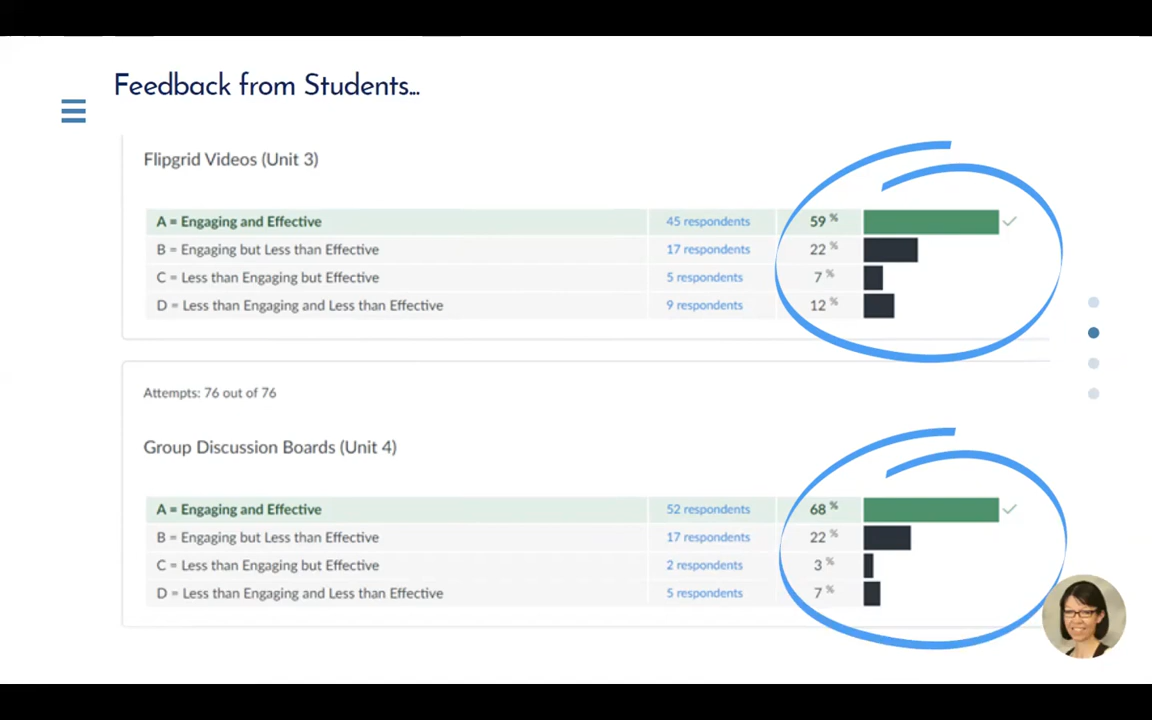 Feedback from Students...
Flipgrid Videos (Unit 3)
A = Engaging and Effective 45 respondents 59 %
B = Engaging but Less than Effective 17 respondents 22 %
C = Less than Engaging but Effective 5 respondents 7 %
D = Less than Engaging and Less than Effective 9 respondents 12 %
Attempts: 76 out of 76
Group Discussion Boards (Unit 4)
A = Engaging and Effective 52 respondents 68 %
B = Engaging but Less than Effective 17 respondents 22 %
C = Less than Engaging but Effective 2 respondents 3 %
D = Less than Engaging and Less than Effective 5 respondents 7 %